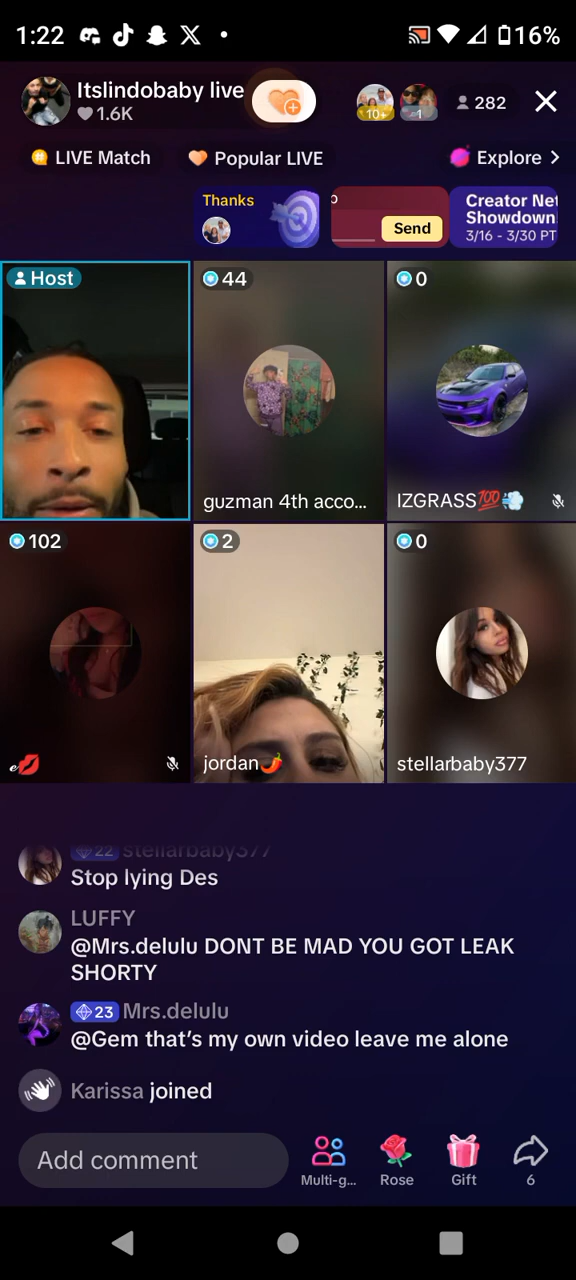 1:22
16%
Itslindobaby live
1.6K
10+
1
282
LIVE Match
Popular LIVE
Explore
Thanks
Send
Creator Net
Showdown
3/16 - 3/30 PT
Host
44
0
guzman 4th acco...
IZGRASS💯💨
102
2
0
e💋
jordan🌶️
stellarbaby377
22 stellarbaby377
Stop lying Des
LUFFY
@Mrs.delulu DONT BE MAD YOU GOT LEAK
SHORTY
23 Mrs.delulu
@Gem that’s my own video leave me alone
Karissa joined
Add comment
Multi-g...
Rose
Gift
6